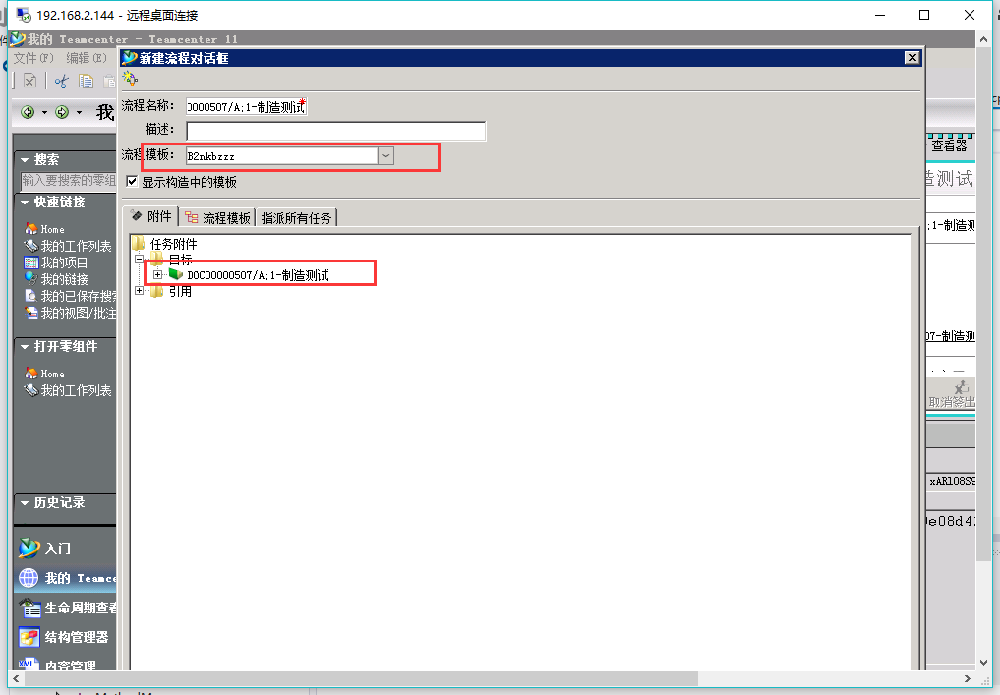 192.168.2.144 - 远程桌面连接
我的 Teamcenter - Teamcenter 11
文件(F) 编辑(E)
新建流程对话框
我
流程名称:
0000507/A;1-制造测试*
描述:
流程模板:
B2nkbzzz
显示构造中的模板
附件
流程模板
指派所有任务
任务附件
目标
DOC00000507/A;1-制造测试
引用
搜索
输入要搜索的零组
快速链接
Home
我的工作列表
我的项目
我的链接
我的已保存搜索
我的视图/批注
打开零组件
Home
我的工作列表
历史记录
入门
我的 Teamce
生命周期查看
结构管理器
XML
内容管理
查看器
造测试
;1-制造测
07-制造测
取消签出
xAR108S9